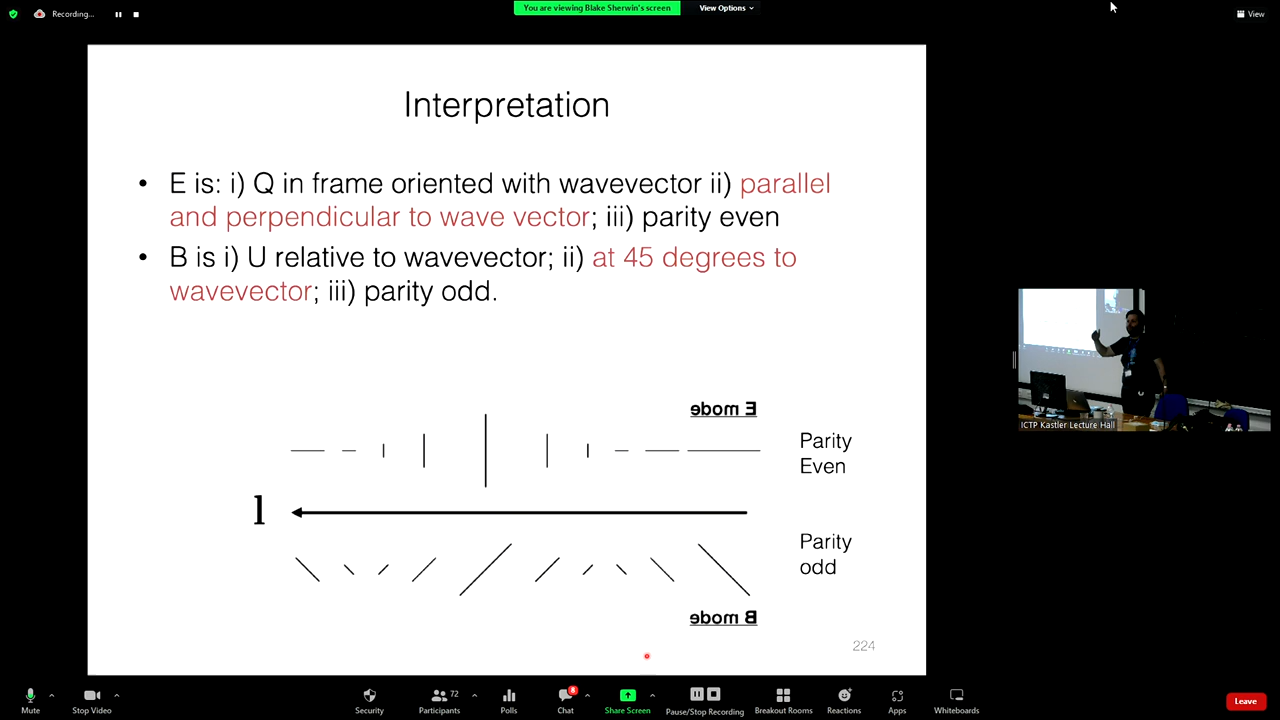 Recording...
You are viewing Blake Sherwin's screen
View Options
View
Interpretation
• E is: i) Q in frame oriented with wavevector ii) parallel
and perpendicular to wave vector; iii) parity even
• B is i) U relative to wavevector; ii) at 45 degrees to
wavevector; iii) parity odd.
E mode
Parity
Even
l
Parity
odd
B mode
224
ICTP Kastler Lecture Hall
Mute
Stop Video
Security
Participants
72
Polls
Chat
8
Share Screen
Pause/Stop Recording
Breakout Rooms
Reactions
Apps
Whiteboards
Leave